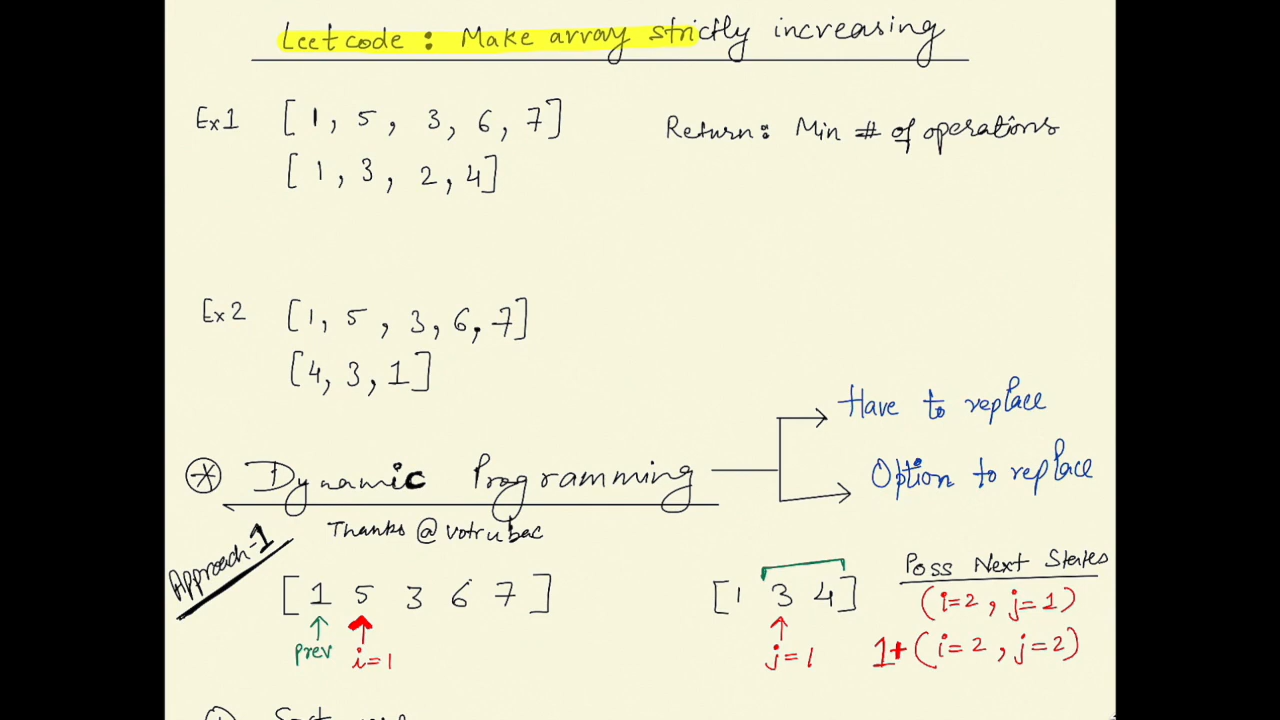 Leetcode : Make array strictly increasing
Ex1 [ 1, 5, 3, 6, 7 ]
[ 1, 3, 2, 4 ]
Return: Min # of operations
Ex2 [ 1, 5, 3, 6, 7 ]
[ 4, 3, 1 ]
Have to replace
* Dynamic Programming
Option to replace
Thanks @votrubac
Approach-1
[ 1 5 3 6 7 ]
prev i=1
[ 1 3 4 ]
j=1
Poss Next States
(i=2, j=1)
1+(i=2, j=2)